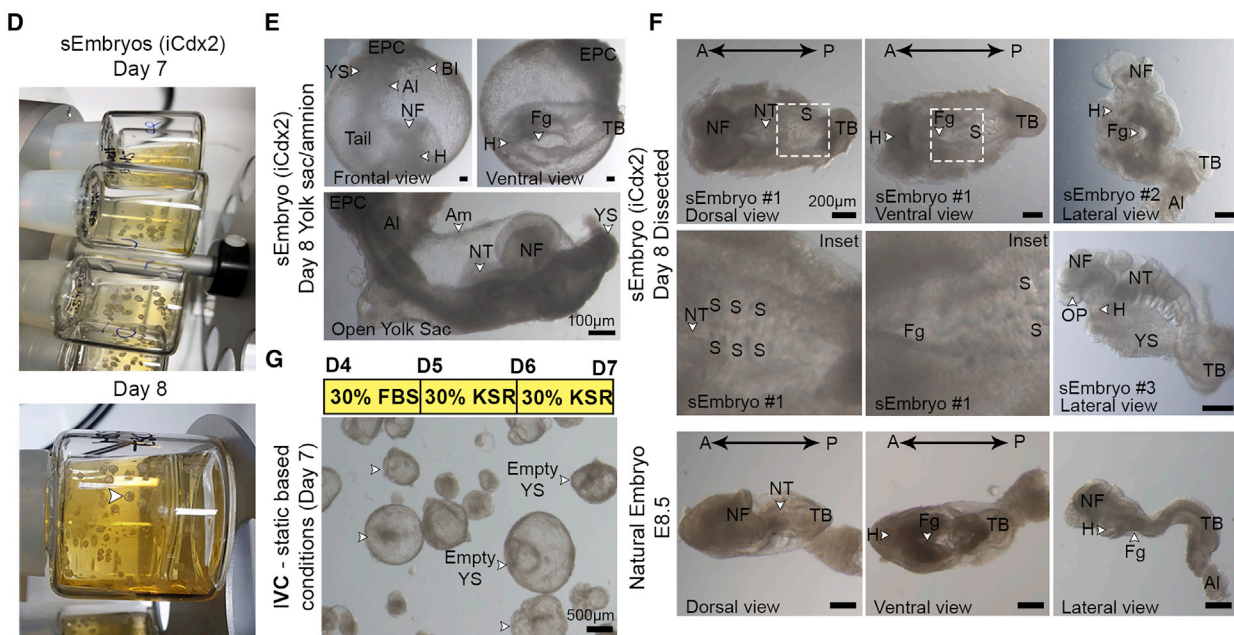 D
sEmbryos (iCdx2)
Day 7
Day 8
E
sEmbryo (iCdx2)
Day 8 Yolk sac/amnion
EPC
YS
Bl
Al
NF
Tail
H
Frontal view
EPC
Fg
H
TB
Ventral view
EPC
Al
Am
YS
NT
NF
Open Yolk Sac
100µm
G
D4 D5 D6 D7
30% FBS 30% KSR 30% KSR
IVC - static based
conditions (Day 7)
Empty
YS
Empty
YS
500µm
F
sEmbryo (iCdx2)
Day 8 Dissected
A P
NT S
NF TB
sEmbryo #1
Dorsal view
200µm
A P
Fg
H S TB
sEmbryo #1
Ventral view
NF
H
Fg
TB
sEmbryo #2
Lateral view
Al
Inset
S S S
NT
S S S
sEmbryo #1
Inset
S
Fg
S
sEmbryo #1
NF NT
OP H
YS
TB
sEmbryo #3
Lateral view
Natural Embryo
E8.5
A P
NT
NF TB
Dorsal view
A P
Fg TB
H
Ventral view
NF
H
TB
Fg
Al
Lateral view